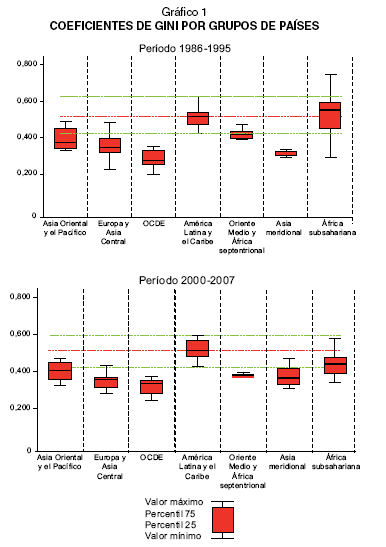 Gráfico 1
COEFICIENTES DE GINI POR GRUPOS DE PAÍSES
Período 1986-1995
0,800
0,600
0,400
0,200
0
Asia Oriental y el Pacífico
Europa y Asia Central
OCDE
América Latina y el Caribe
Oriente Medio y África septentrional
Asia meridional
África subsahariana
Período 2000-2007
0,800
0,600
0,400
0,200
0
Asia Oriental y el Pacífico
Europa y Asia Central
OCDE
América Latina y el Caribe
Oriente Medio y África septentrional
Asia meridional
África subsahariana
Valor máximo
Percentil 75
Percentil 25
Valor mínimo